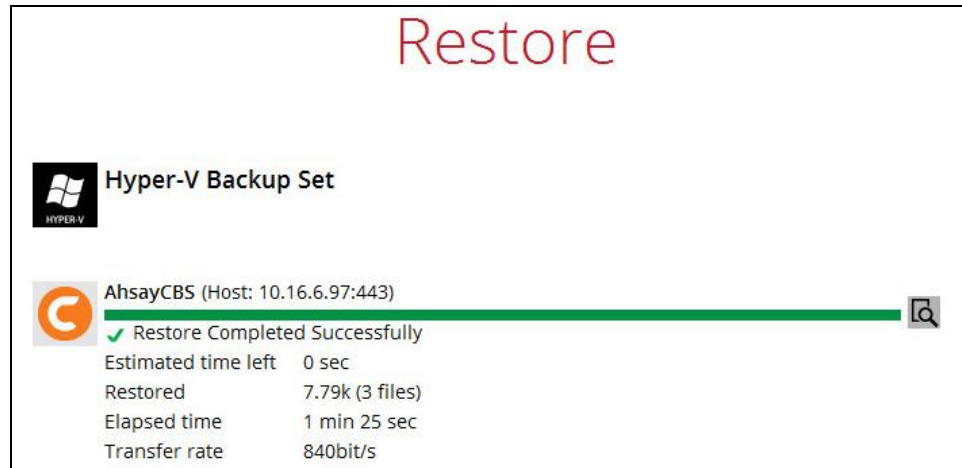 Restore
Hyper-V Backup Set
HYPER-V
AhsayCBS (Host: 10.16.6.97:443)
Restore Completed Successfully
Estimated time left 0 sec
Restored 7.79k (3 files)
Elapsed time 1 min 25 sec
Transfer rate 840bit/s